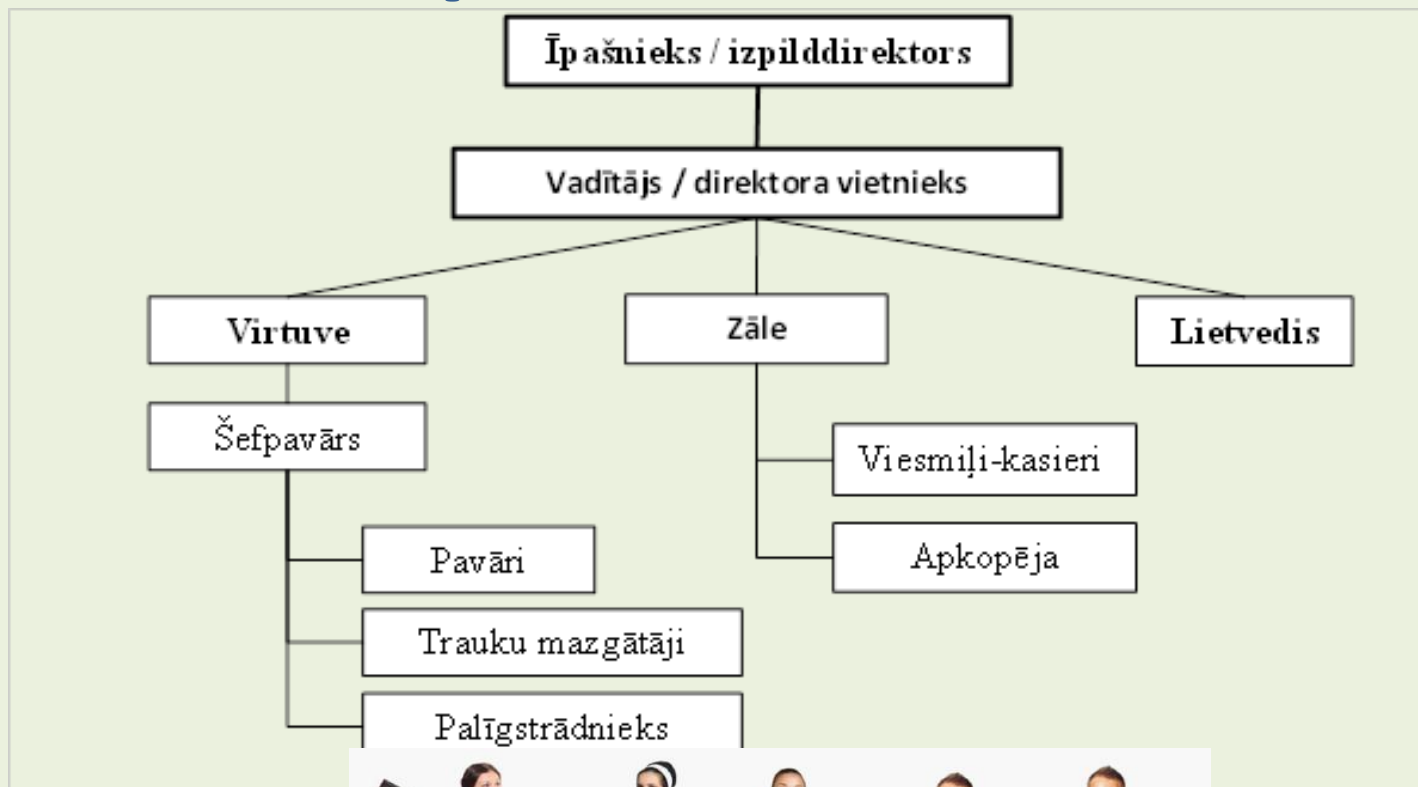 Īpašnieks / izpilddirektors
Vadītājs / direktora vietnieks
Virtuve
Zāle
Lietvedis
Šefpavārs
Viesmiļi-kasieri
Pavāri
Apkopēja
Trauku mazgātāji
Palīgstrādnieks